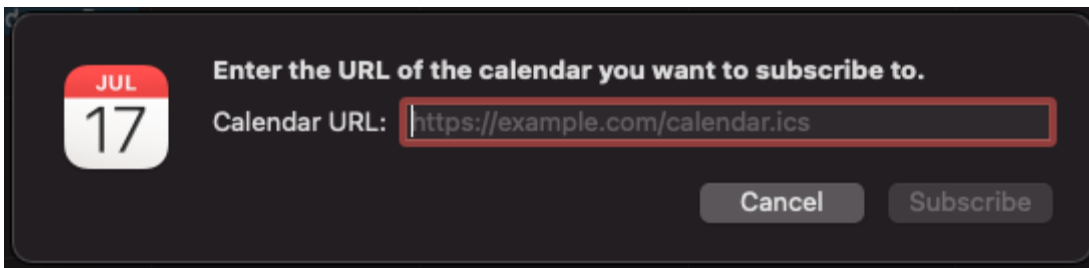 Enter the URL of the calendar you want to subscribe to.
JUL
17
Calendar URL: https://example.com/calendar.ics
Cancel Subscribe